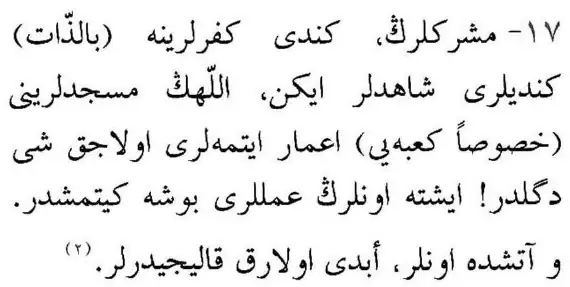 ١٧- مشركلرڭ، كندى كفرلرينه (بالذّات)
كنديلرى شاهدلر ايكن، اللّهڭ مسجدلرينى
(خصوصاً كعبه‌يى) اعمار ايتمه‌لرى اولاجق شى
دگلدر! ايشته اونلرڭ عمللرى بوشه كيتمشدر.
و آتشده اونلر، أبدى اولارق قاليجيدرلر.(٢)